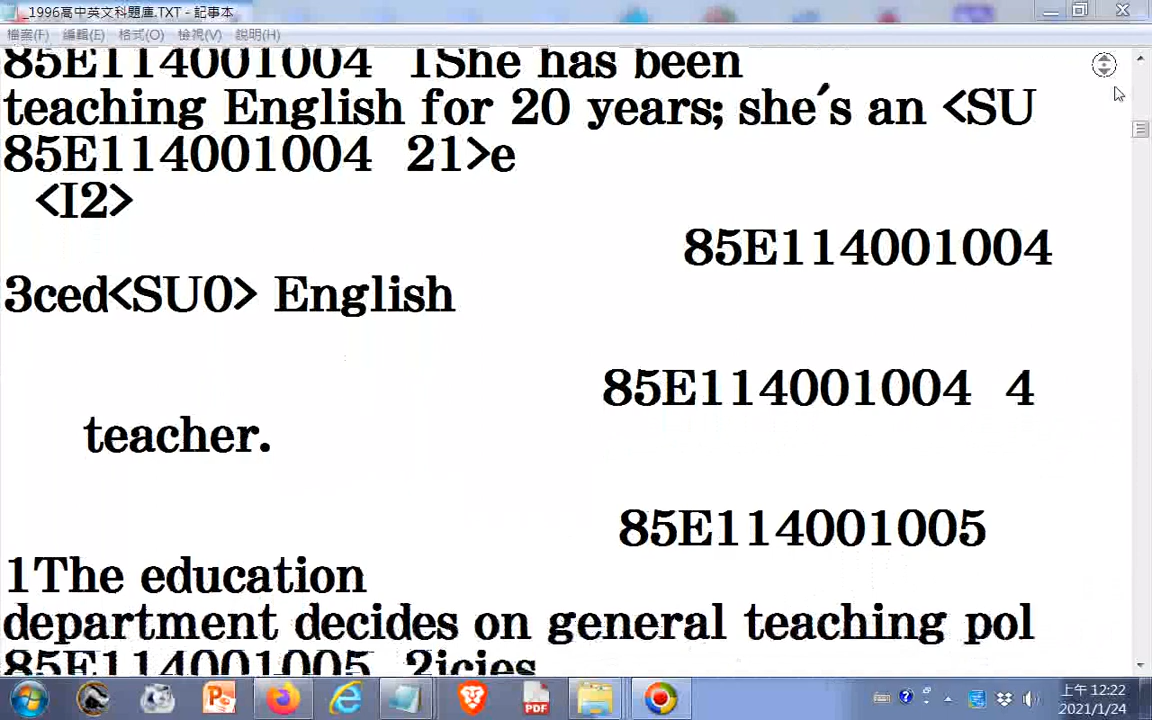 _1996高中英文科題庫.TXT - 記事本
檔案(F) 編輯(E) 格式(O) 檢視(V) 說明(H)
85E114001004 1She has been
teaching English for 20 years; she′s an <SU
85E114001004 21>e
<I2>
85E114001004
3ced<SU0> English
85E114001004 4
teacher.
85E114001005
1The education
department decides on general teaching pol
85E114001005 2icies
PDF
上午 12:22
2021/1/24